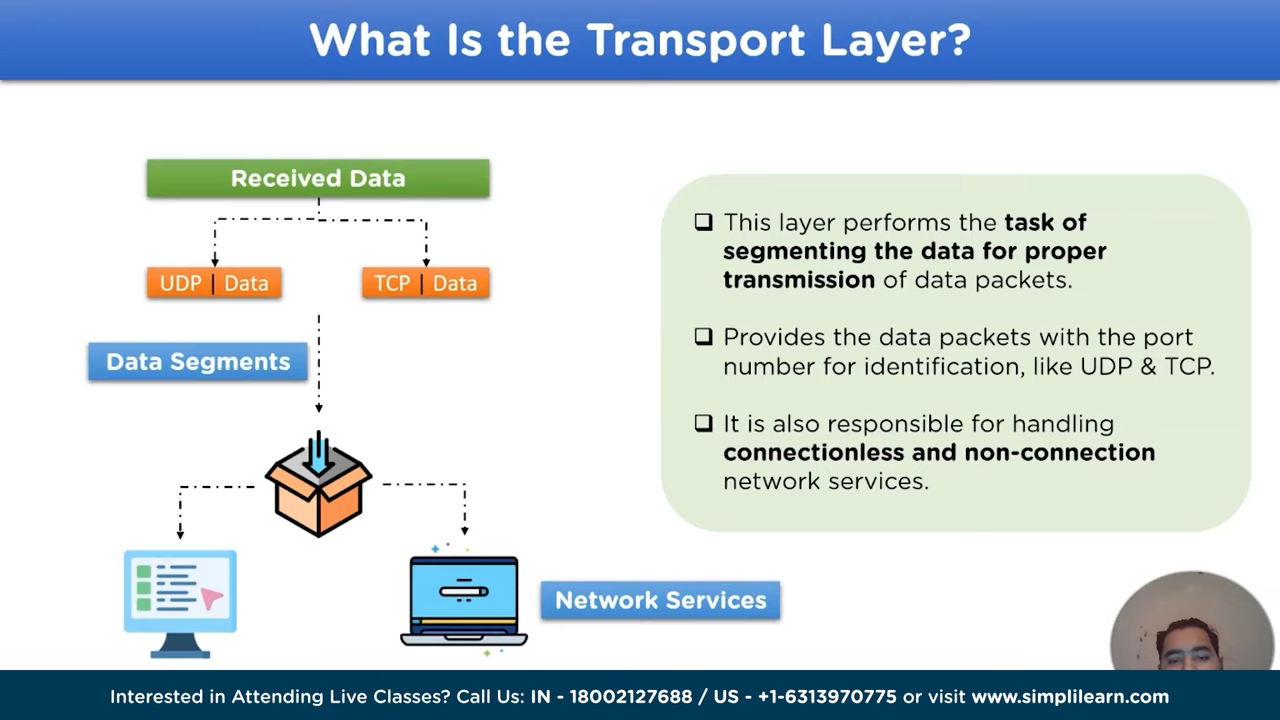 What Is the Transport Layer?
Received Data
UDP | Data
TCP | Data
Data Segments
Network Services
❑ This layer performs the task of
segmenting the data for proper
transmission of data packets.
❑ Provides the data packets with the port
number for identification, like UDP & TCP.
❑ It is also responsible for handling
connectionless and non-connection
network services.
Interested in Attending Live Classes? Call Us: IN - 18002127688 / US - +1-6313970775 or visit www.simplilearn.com